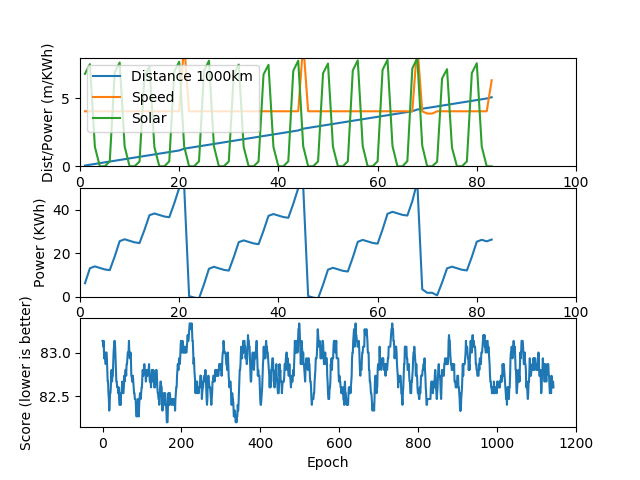 Dist/Power (m/KWh)
5
0
Distance 1000km
Speed
Solar
0 20 40 60 80 100
Power (KWh)
40
20
0
0 20 40 60 80 100
Score (lower is better)
83.0
82.5
0 200 400 600 800 1000 1200
Epoch